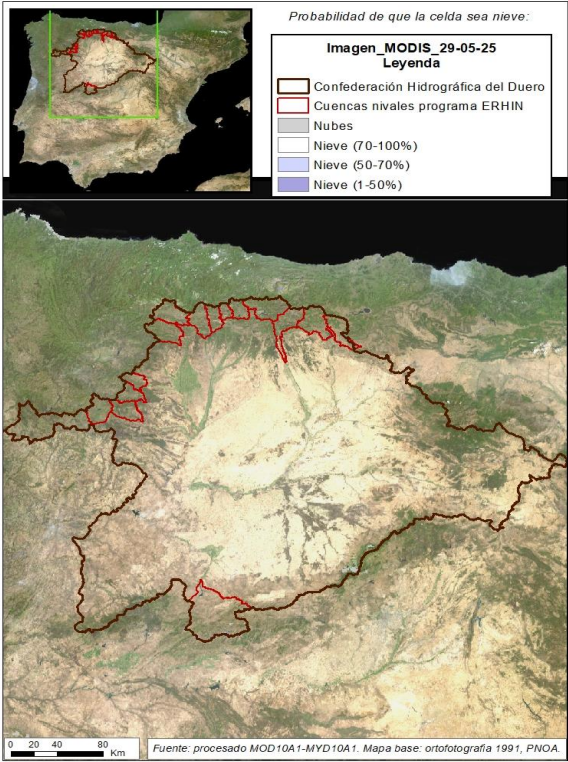 Probabilidad de que la celda sea nieve:
Imagen_MODIS_29-05-25
Leyenda
Confederación Hidrográfica del Duero
Cuencas nivales programa ERHIN
Nubes
Nieve (70-100%)
Nieve (50-70%)
Nieve (1-50%)
0 20 40 80
Km
Fuente: procesado MOD10A1-MYD10A1. Mapa base: ortofotografia 1991, PNOA.